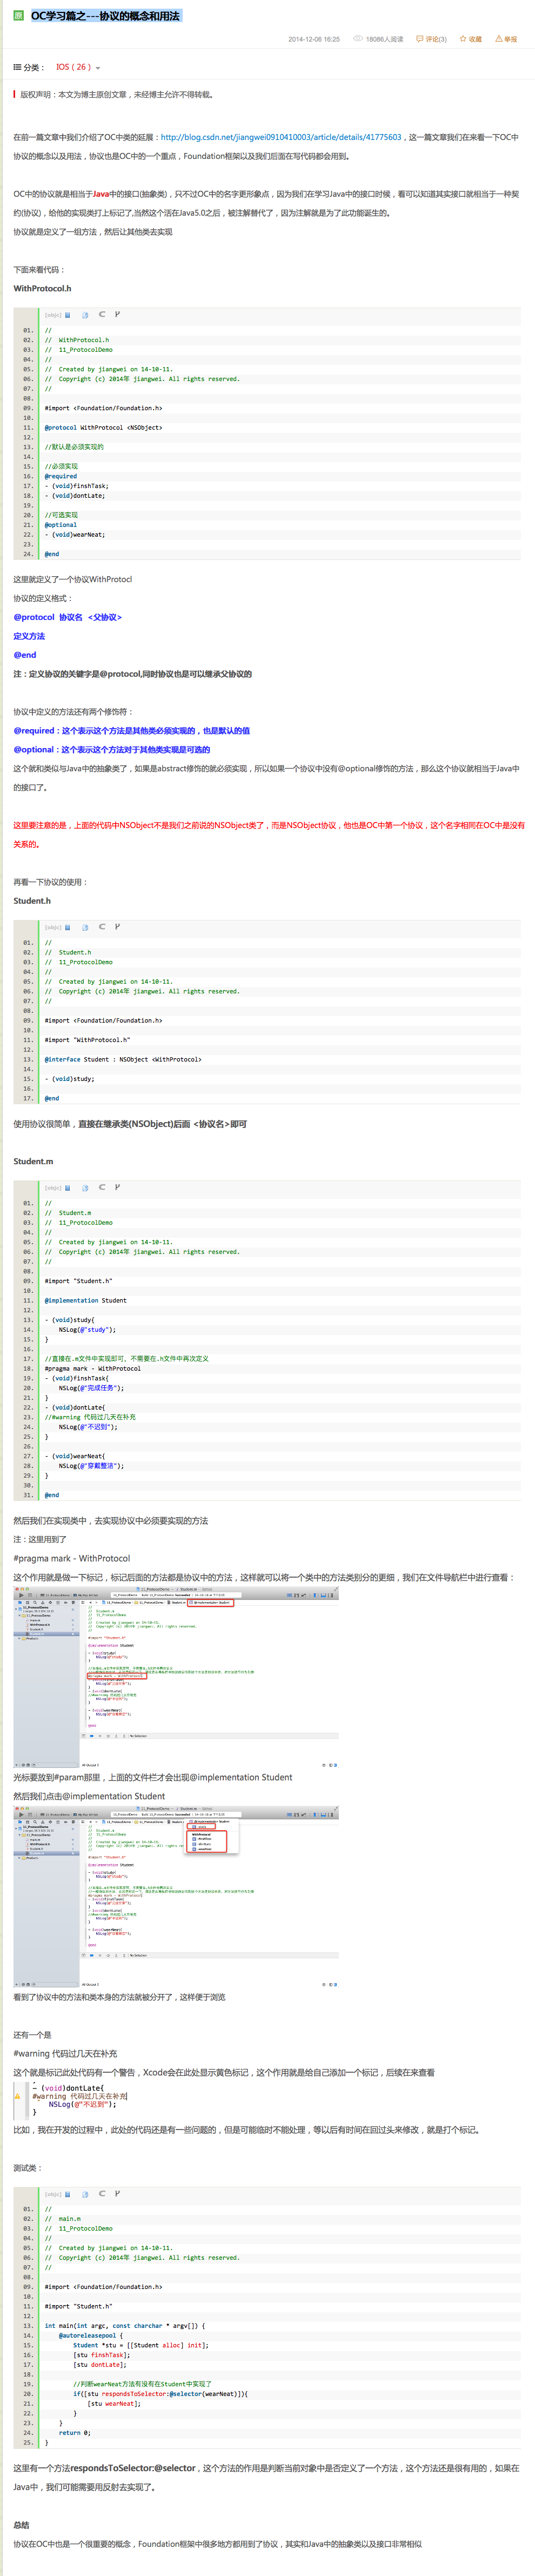 原 OC学习篇之---协议的概念和用法
2014-12-06 16:25 18086人阅读 评论(3) 收藏 举报
分类： IOS（26）
版权声明：本文为博主原创文章，未经博主允许不得转载。
在前一篇文章中我们介绍了OC中类的延展：http://blog.csdn.net/jiangwei0910410003/article/details/41775603，这一篇文章我们在来看一下OC中
协议的概念以及用法，协议也是OC中的一个重点，Foundation框架以及我们后面在写代码都会用到。
OC中的协议就是相当于Java中的接口(抽象类)，只不过OC中的名字更形象点，因为我们在学习Java中的接口时候，看可以知道其实接口就相当于一种契
约(协议)，给他的实现类打上标记了,当然这个活在Java5.0之后，被注解替代了，因为注解就是为了此功能诞生的。
协议就是定义了一组方法，然后让其他类去实现
下面来看代码：
WithProtocol.h
[objc]
01. //
02. //  WithProtocol.h
03. //  11_ProtocolDemo
04. //
05. //  Created by jiangwei on 14-10-11.
06. //  Copyright (c) 2014年 jiangwei. All rights reserved.
07. //
08.
09. #import <Foundation/Foundation.h>
10.
11. @protocol WithProtocol <NSObject>
12.
13. //默认是必须实现的
14.
15. //必须实现
16. @required
17. - (void)finshTask;
18. - (void)dontLate;
19.
20. //可选实现
21. @optional
22. - (void)wearNeat;
23.
24. @end
这里就定义了一个协议WithProtocl
协议的定义格式：
@protocol 协议名 <父协议>
定义方法
@end
注：定义协议的关键字是@protocol,同时协议也是可以继承父协议的
协议中定义的方法还有两个修饰符：
@required：这个表示这个方法是其他类必须实现的，也是默认的值
@optional：这个表示这个方法对于其他类实现是可选的
这个就和类似与Java中的抽象类了，如果是abstract修饰的就必须实现，所以如果一个协议中没有@optional修饰的方法，那么这个协议就相当于Java中
的接口了。
这里要注意的是，上面的代码中NSObject不是我们之前说的NSObject类了，而是NSObject协议，他也是OC中第一个协议，这个名字相同在OC中是没有
关系的。
再看一下协议的使用：
Student.h
[objc]
01. //
02. //  Student.h
03. //  11_ProtocolDemo
04. //
05. //  Created by jiangwei on 14-10-11.
06. //  Copyright (c) 2014年 jiangwei. All rights reserved.
07. //
08.
09. #import <Foundation/Foundation.h>
10.
11. #import "WithProtocol.h"
12.
13. @interface Student : NSObject <WithProtocol>
14.
15. - (void)study;
16.
17. @end
使用协议很简单，直接在继承类(NSObject)后面 <协议名>即可
Student.m
[objc]
01. //
02. //  Student.m
03. //  11_ProtocolDemo
04. //
05. //  Created by jiangwei on 14-10-11.
06. //  Copyright (c) 2014年 jiangwei. All rights reserved.
07. //
08.
09. #import "Student.h"
10.
11. @implementation Student
12.
13. - (void)study{
14.     NSLog(@"study");
15. }
16.
17. //直接在.m文件中实现即可，不需要在.h文件中再次定义
18. #pragma mark - WithProtocol
19. - (void)finshTask{
20.     NSLog(@"完成任务");
21. }
22. - (void)dontLate{
23. //#warning 代码过几天在补充
24.     NSLog(@"不迟到");
25. }
26.
27. - (void)wearNeat{
28.     NSLog(@"穿戴整洁");
29. }
30.
31. @end
然后我们在实现类中，去实现协议中必须要实现的方法
注：这里用到了
#pragma mark - WithProtocol
这个作用就是做一下标记，标记后面的方法都是协议中的方法，这样就可以将一个类中的方法类别分的更细，我们在文件导航栏中进行查看：
光标要放到#param那里，上面的文件栏才会出现@implementation Student
然后我们点击@implementation Student
看到了协议中的方法和类本身的方法就被分开了，这样便于浏览
还有一个是
#warning 代码过几天在补充
这个就是标记此处代码有一个警告，Xcode会在此处显示黄色标记，这个作用就是给自己添加一个标记，后续在来查看
- (void)dontLate{
#warning 代码过几天在补充
NSLog(@"不迟到");
}
比如，我在开发的过程中，此处的代码还是有一些问题的，但是可能临时不能处理，等以后有时间在回过头来修改，就是打个标记。
测试类：
[objc]
01. //
02. //  main.m
03. //  11_ProtocolDemo
04. //
05. //  Created by jiangwei on 14-10-11.
06. //  Copyright (c) 2014年 jiangwei. All rights reserved.
07. //
08.
09. #import <Foundation/Foundation.h>
10.
11. #import "Student.h"
12.
13. int main(int argc, const charchar * argv[]) {
14.     @autoreleasepool {
15.         Student *stu = [[Student alloc] init];
16.         [stu finshTask];
17.         [stu dontLate];
18.
19.         //判断wearNeat方法有没有在Student中实现了
20.         if([stu respondsToSelector:@selector(wearNeat)]){
21.             [stu wearNeat];
22.         }
23.     }
24.     return 0;
25. }
这里有一个方法respondsToSelector:@selector，这个方法的作用是判断当前对象中是否定义了一个方法，这个方法还是很有用的，如果在
Java中，我们可能需要用反射去实现了。
总结
协议在OC中也是一个很重要的概念，Foundation框架中很多地方都用到了协议，其实和Java中的抽象类以及接口非常相似